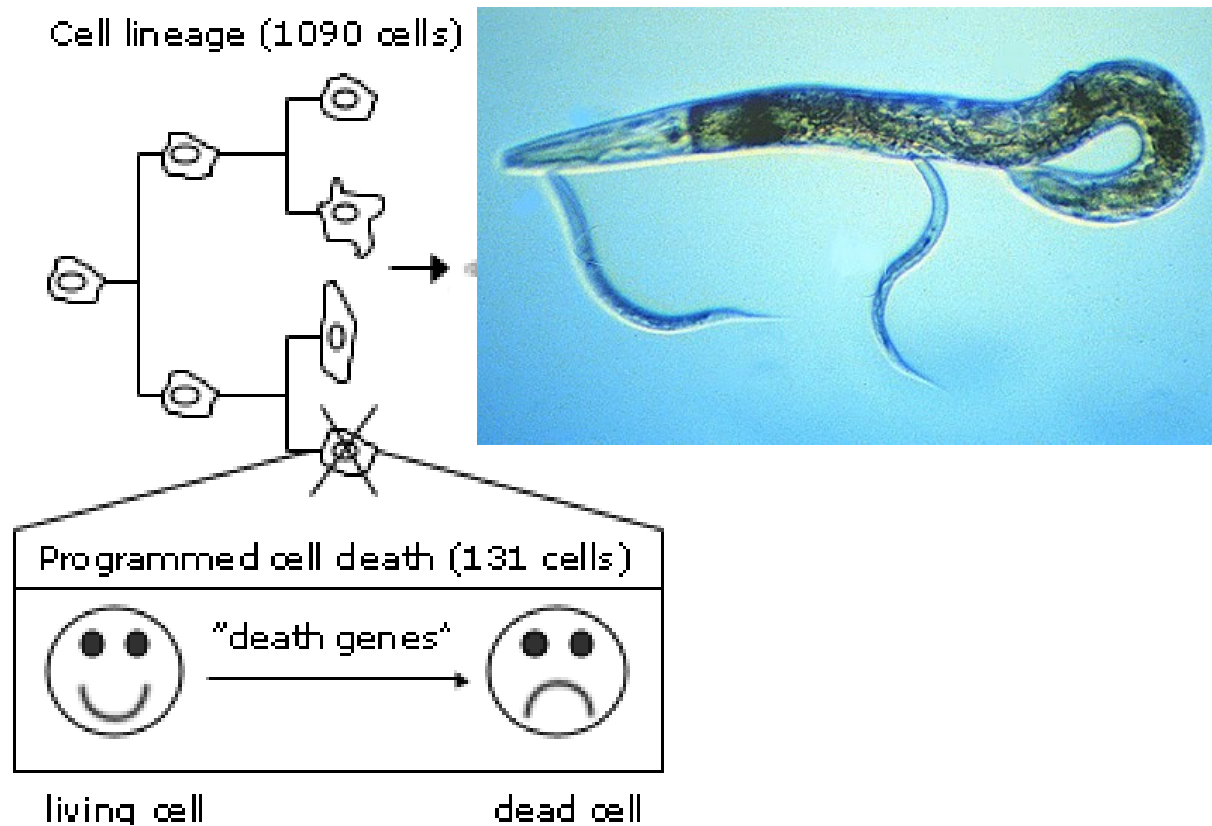 Cell lineage (1090 cells)
Programmed cell death (131 cells)
"death genes"
living cell
dead cell